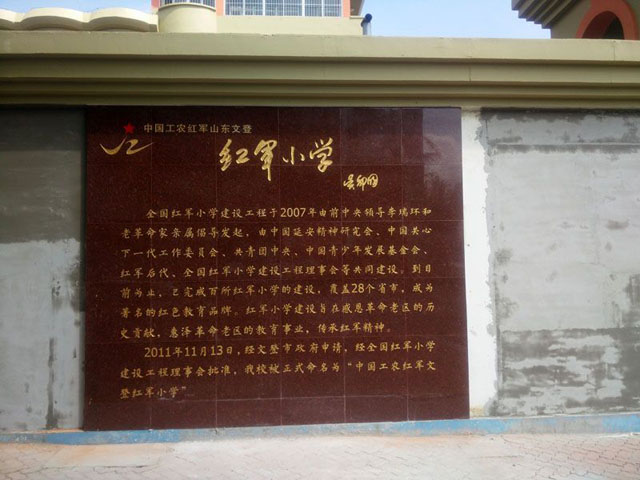 中国工农红军山东文登
红军小学
全国红军小学建设工程于2007年由前中央领导李瑞环和
老革命家亲属倡导发起，由中国延安精神研究会、中国关心
下一代工作委员会、共青团中央、中国青少年发展基金会、
红军后代、全国红军小学建设工程理事会等共同建设。到目
前为止，已完成百所红军小学的建设，覆盖28个省市，成为
著名的红色教育品牌。红军小学建设旨在感恩革命老区的历
史贡献，惠泽革命老区的教育事业，传承红军精神。
2011年11月13日，经文登市政府申请，经全国红军小学
建设工程理事会批准，我校被正式命名为“中国工农红军文
登红军小学”